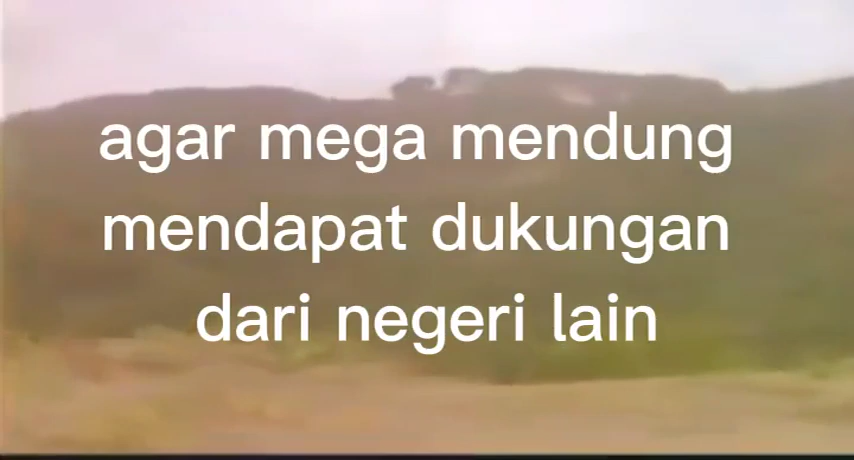 agar mega mendung
mendapat dukungan
dari negeri lain